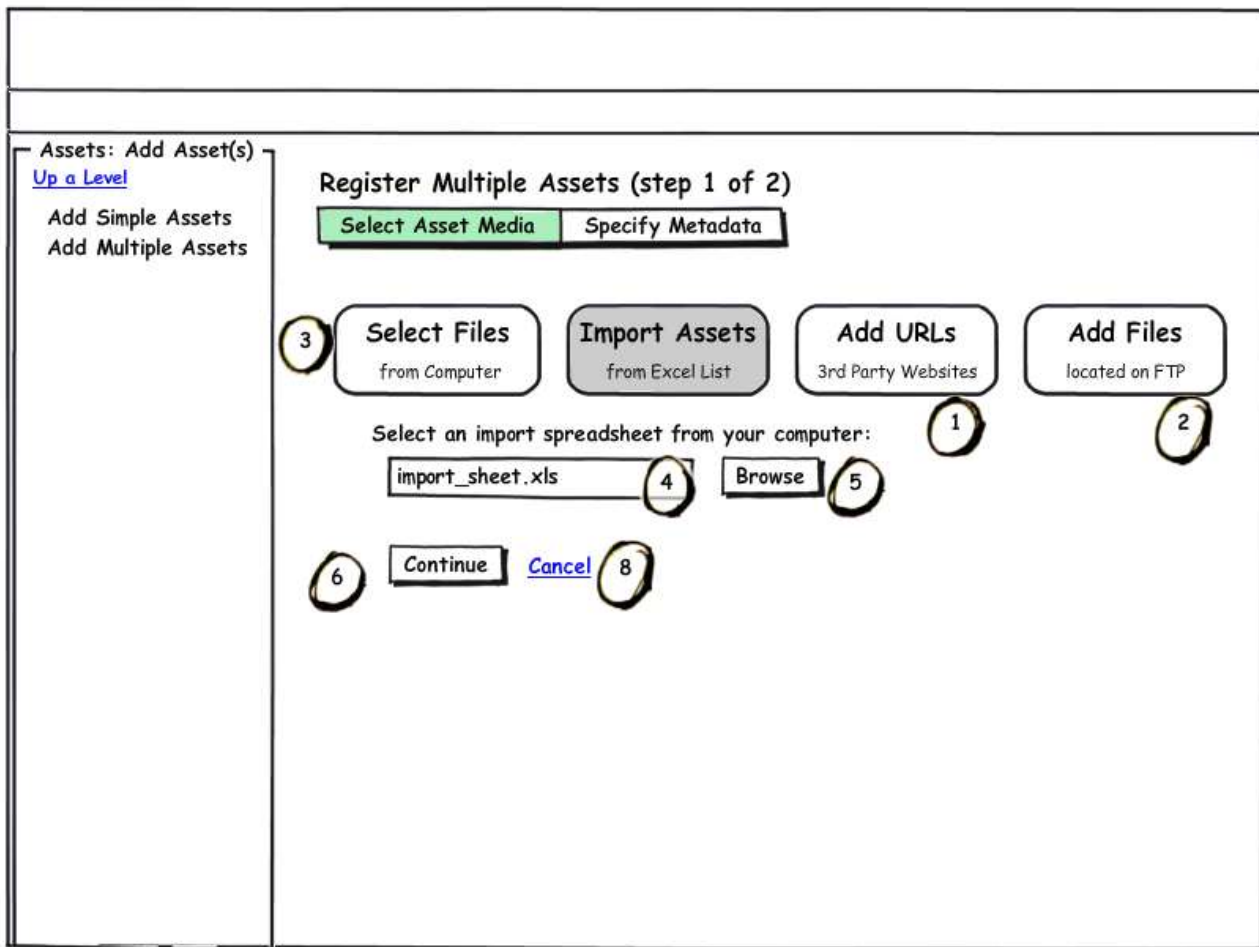 Assets: Add Asset(s)
Up a Level
Add Simple Assets
Add Multiple Assets
Register Multiple Assets (step 1 of 2)
Select Asset Media Specify Metadata
3
Select Files
from Computer
Import Assets
from Excel List
Add URLs
3rd Party Websites
Add Files
located on FTP
1
2
Select an import spreadsheet from your computer:
import_sheet.xls 4 Browse 5
6 Continue Cancel 8